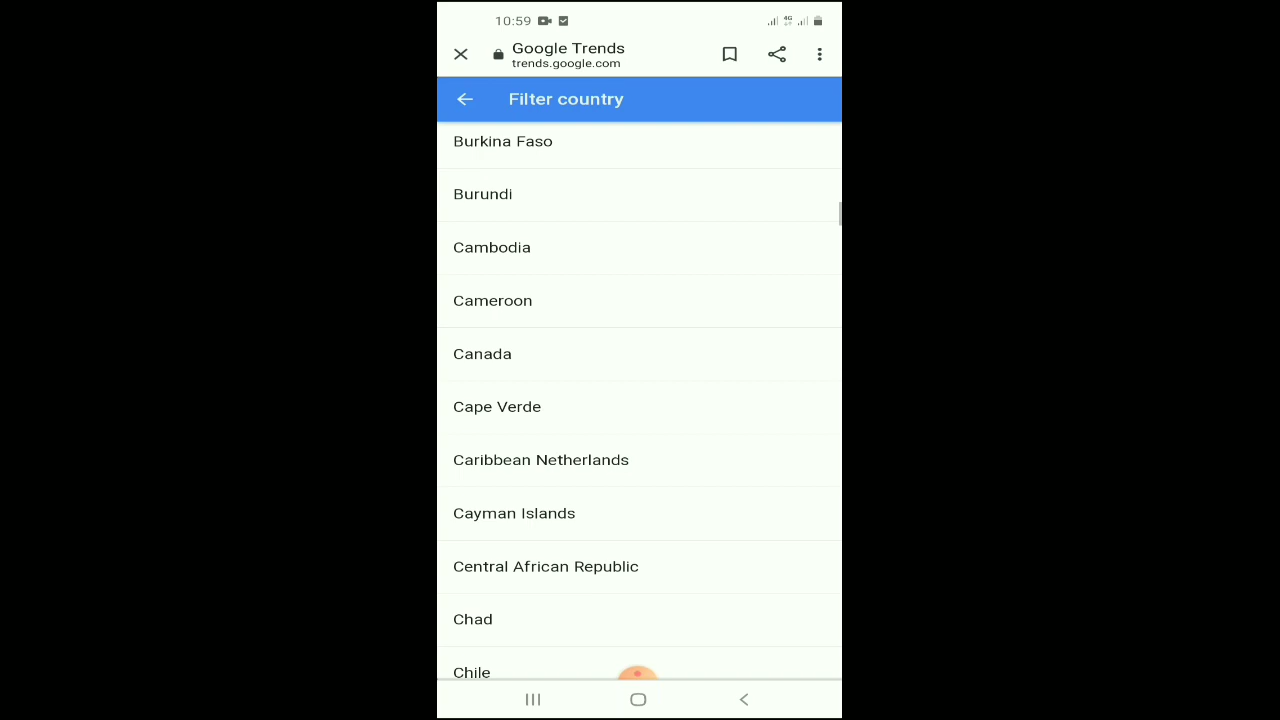 10:59
4G
Google Trends
trends.google.com
Filter country
Burkina Faso
Burundi
Cambodia
Cameroon
Canada
Cape Verde
Caribbean Netherlands
Cayman Islands
Central African Republic
Chad
Chile